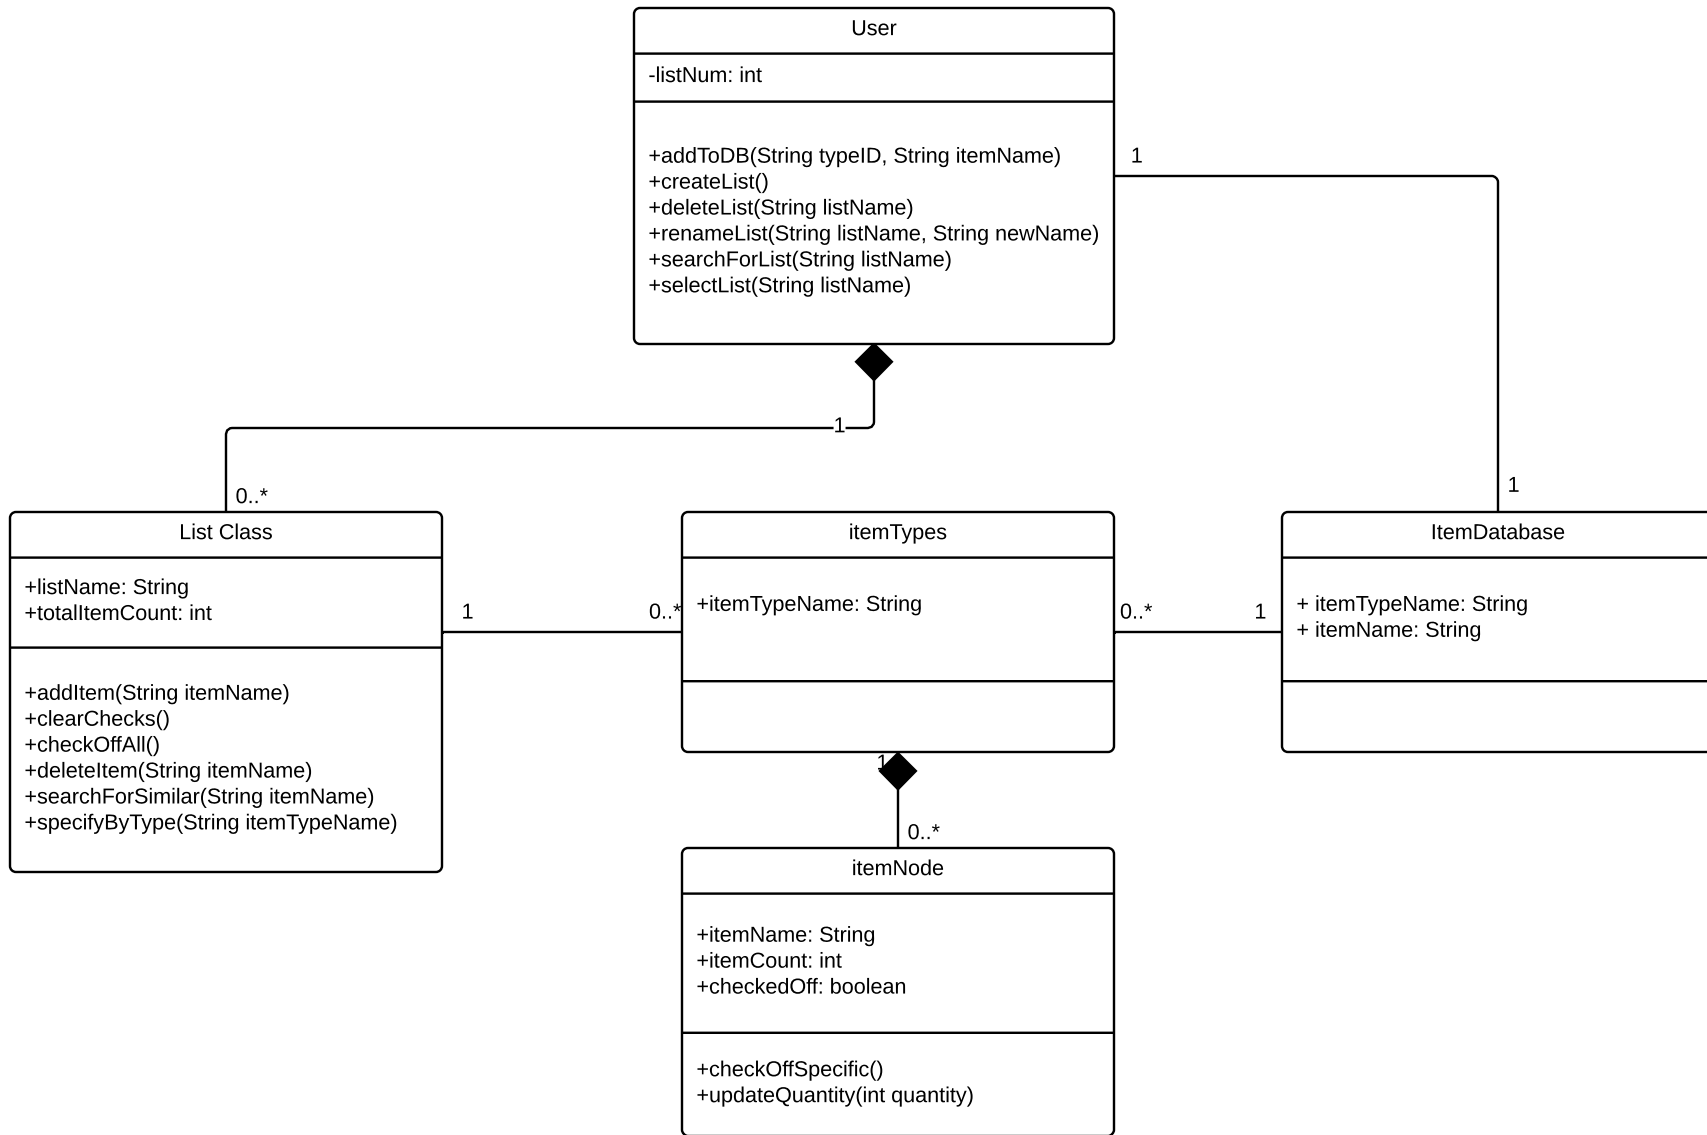 User
-listNum: int
+addToDB(String typeID, String itemName)
+createList()
+deleteList(String listName)
+renameList(String listName, String newName)
+searchForList(String listName)
+selectList(String listName)
1
1
0..*
1
List Class
+listName: String
+totalItemCount: int
+addItem(String itemName)
+clearChecks()
+checkOffAll()
+deleteItem(String itemName)
+searchForSimilar(String itemName)
+specifyByType(String itemTypeName)
1
0..*
itemTypes
+itemTypeName: String
0..*
1
ItemDatabase
+ itemTypeName: String
+ itemName: String
1
0..*
itemNode
+itemName: String
+itemCount: int
+checkedOff: boolean
+checkOffSpecific()
+updateQuantity(int quantity)